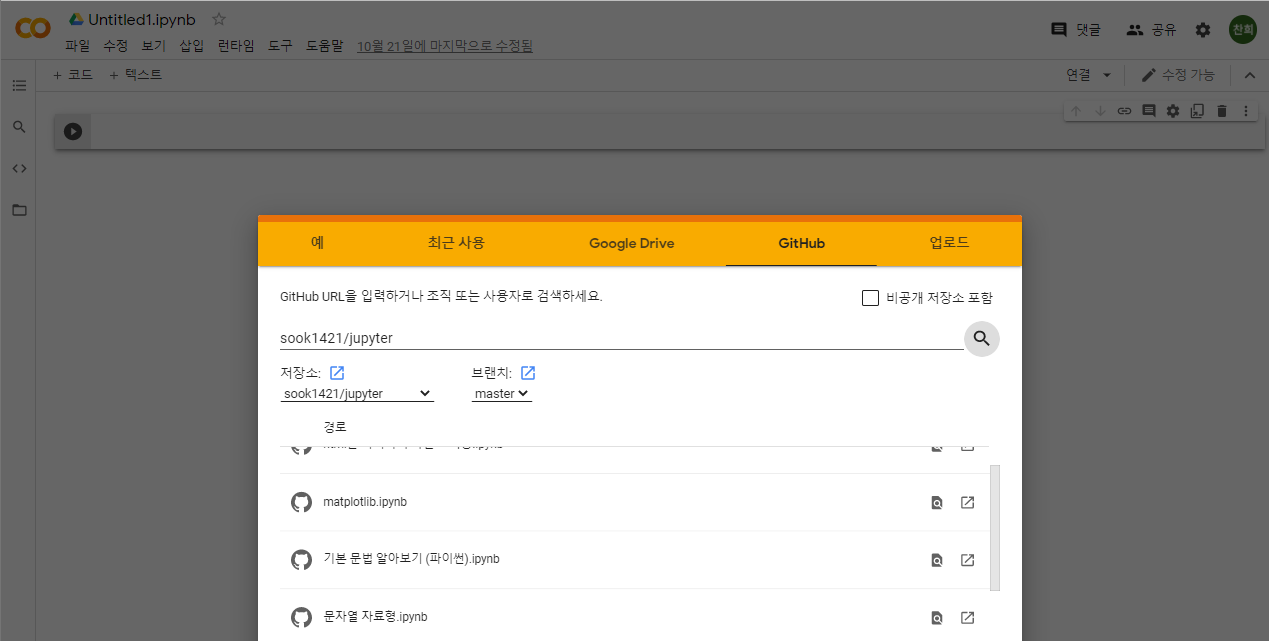 Untitled1.ipynb
댓글 공유 찬희
파일 수정 보기 삽입 런타임 도구 도움말 10월 21일에 마지막으로 수정됨
+ 코드 + 텍스트 연결 수정 가능
예 최근 사용 Google Drive GitHub 업로드
GitHub URL을 입력하거나 조직 또는 사용자로 검색하세요. 비공개 저장소 포함
sook1421/jupyter
저장소: 브랜치:
sook1421/jupyter master
경로
matplotlib.ipynb
기본 문법 알아보기 (파이썬).ipynb
문자열 자료형.ipynb